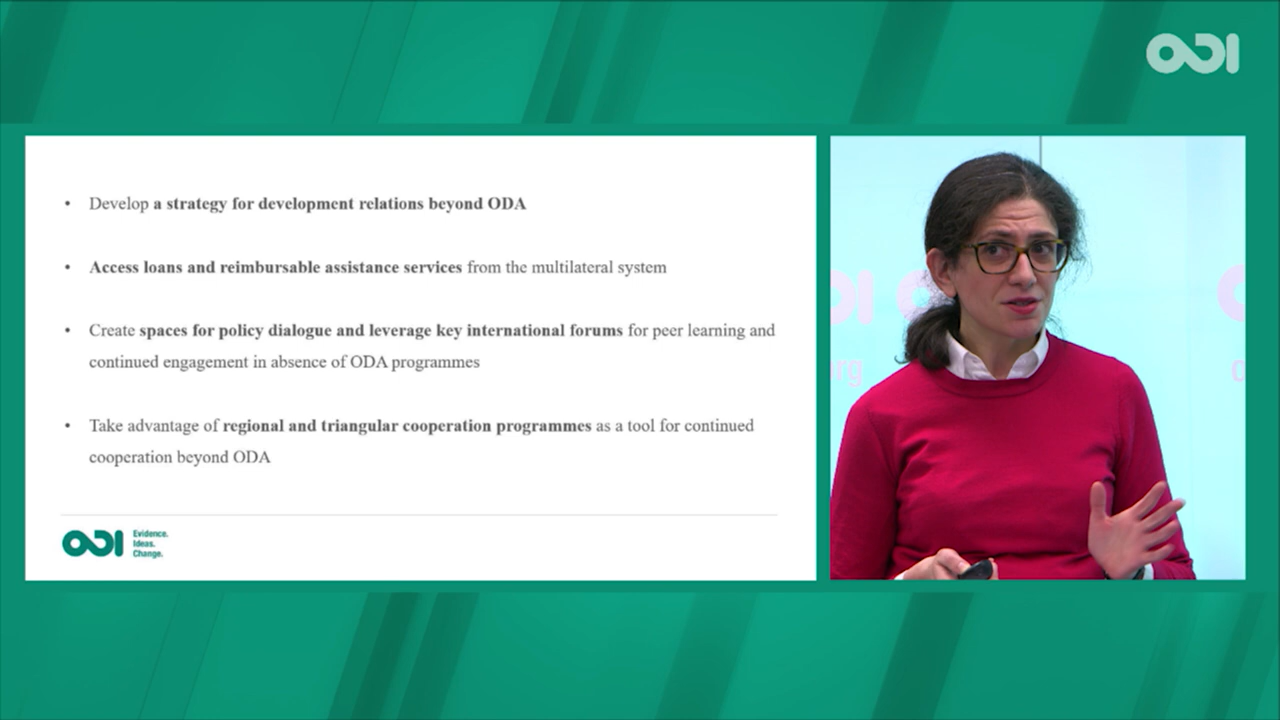 ODI
• Develop a strategy for development relations beyond ODA
• Access loans and reimbursable assistance services from the multilateral system
• Create spaces for policy dialogue and leverage key international forums for peer learning and
continued engagement in absence of ODA programmes
• Take advantage of regional and triangular cooperation programmes as a tool for continued
cooperation beyond ODA
ODI
Evidence.
Ideas.
Change.
ODI
org